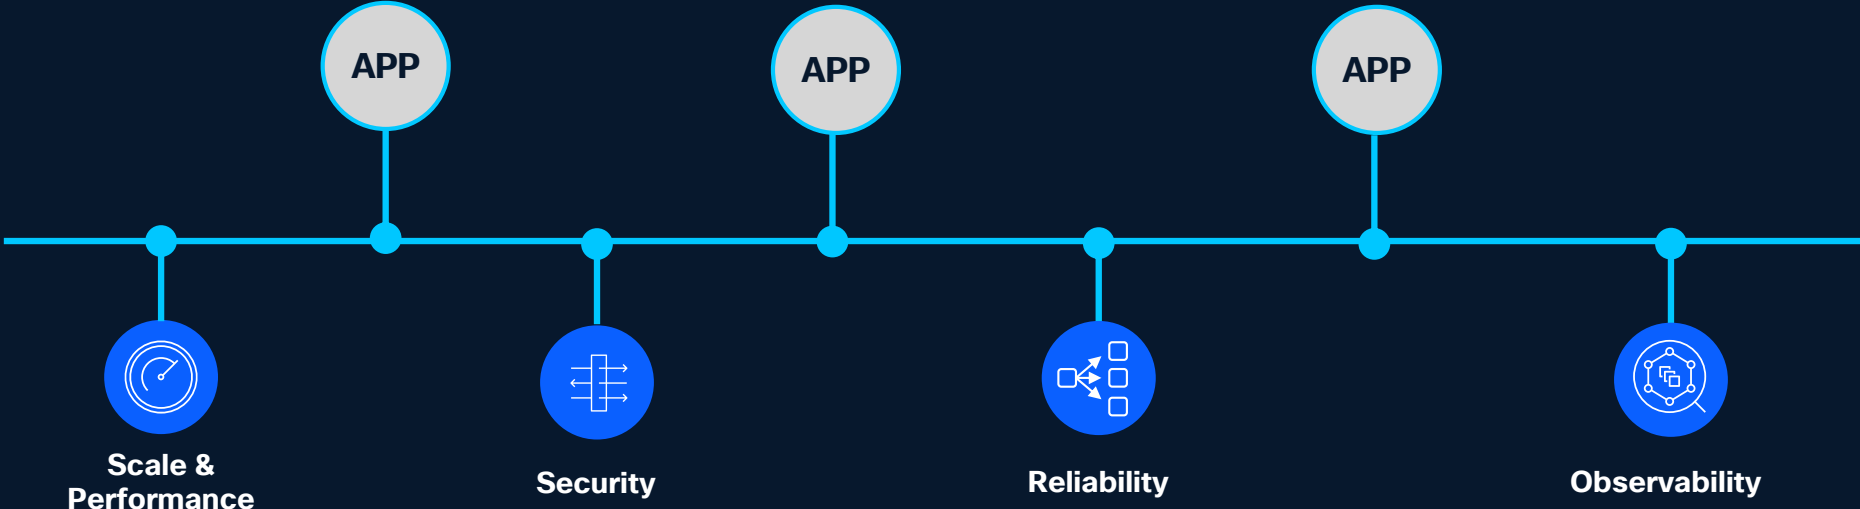 APP
APP
APP
Scale &
Performance
Security
Reliability
Observability